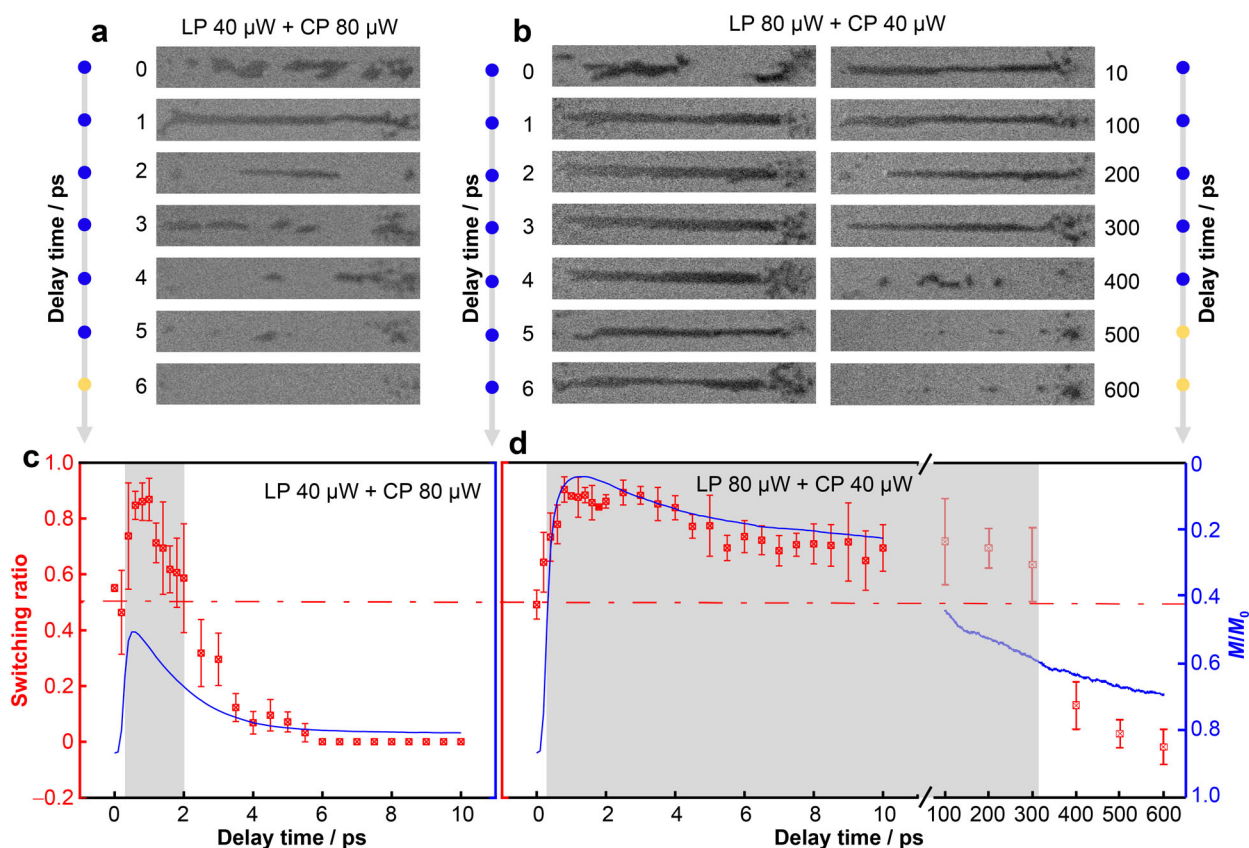 a
LP 40 µW + CP 80 µW
b
LP 80 µW + CP 40 µW
Delay time / ps
0
1
2
3
4
5
6
Delay time / ps
0
1
2
3
4
5
6
10
100
200
300
400
500
600
Delay time / ps
c
LP 40 µW + CP 80 µW
Switching ratio
1.0
0.8
0.6
0.4
0.2
0
–0.2
0 2 4 6 8 10
Delay time / ps
d
LP 80 µW + CP 40 µW
0
0.2
0.4
0.6
0.8
1.0
M/M0
0 2 4 6 8 10 100 200 300 400 500 600
Delay time / ps